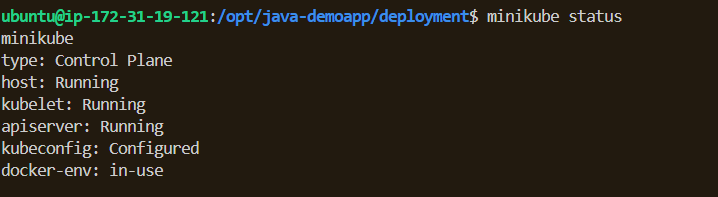 ubuntu@ip-172-31-19-121:/opt/java-demoapp/deployment$ minikube status
minikube
type: Control Plane
host: Running
kubelet: Running
apiserver: Running
kubeconfig: Configured
docker-env: in-use